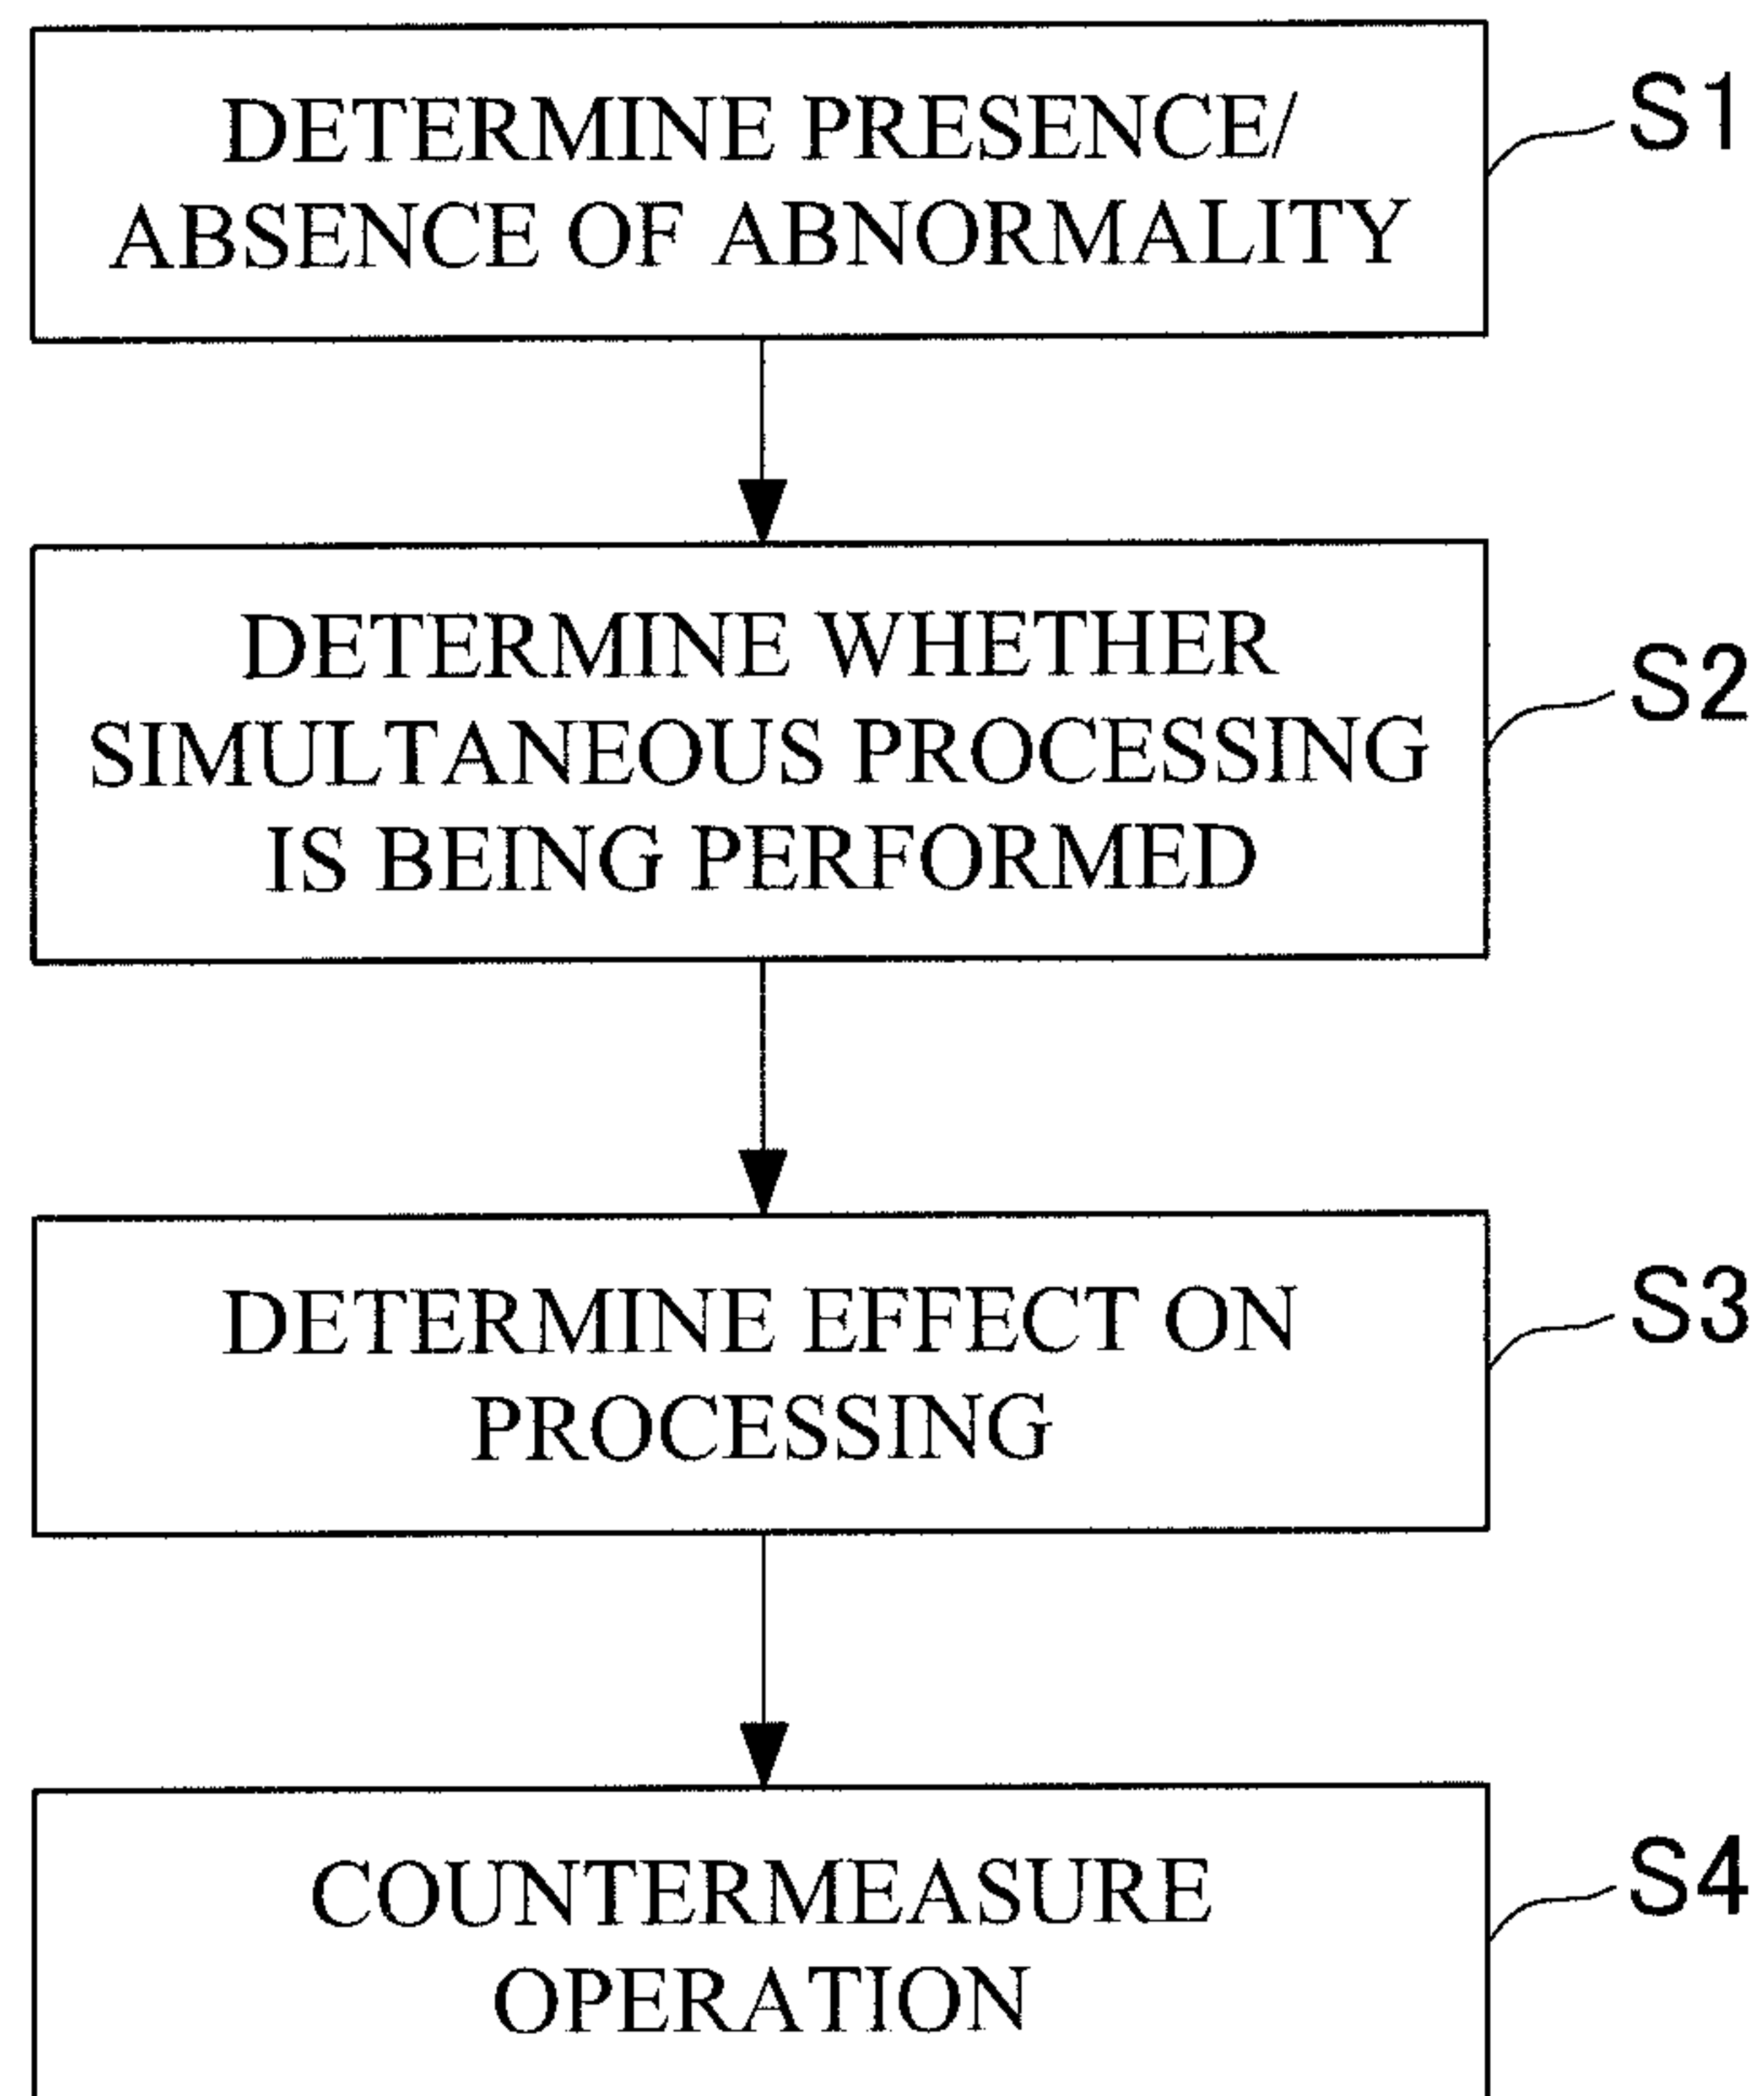 DETERMINE PRESENCE/
ABSENCE OF ABNORMALITY
S1
DETERMINE WHETHER
SIMULTANEOUS PROCESSING
IS BEING PERFORMED
S2
DETERMINE EFFECT ON
PROCESSING
S3
COUNTERMEASURE
OPERATION
S4